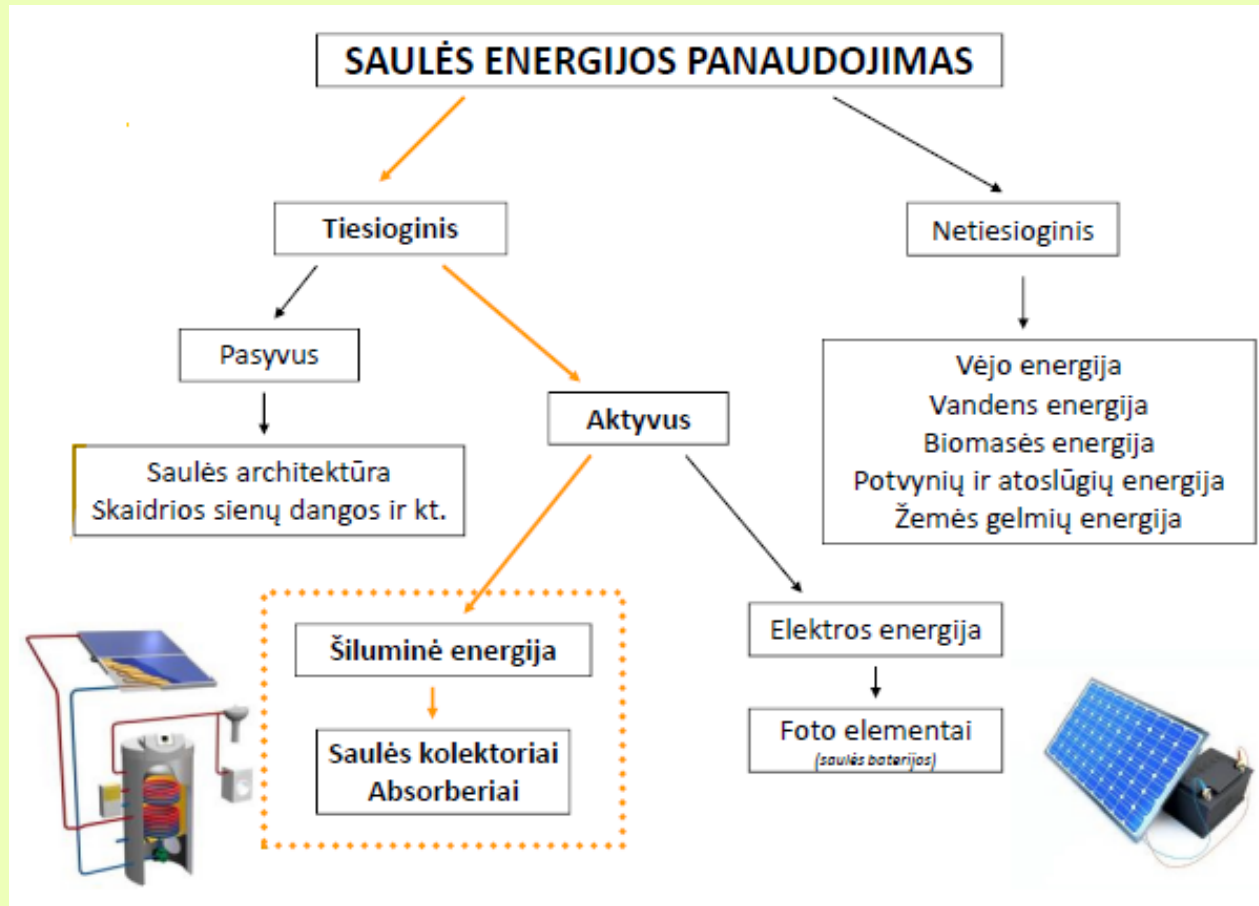 SAULĖS ENERGIJOS PANAUDOJIMAS
Tiesioginis
Netiesioginis
Pasyvus
Aktyvus
Vėjo energija
Vandens energija
Biomasės energija
Potvynių ir atoslūgių energija
Žemės gelmių energija
Saulės architektūra
Skaidrios sienų dangos ir kt.
Šiluminė energija
Saulės kolektoriai
Absorberiai
Elektros energija
Foto elementai
(saulės baterijos)